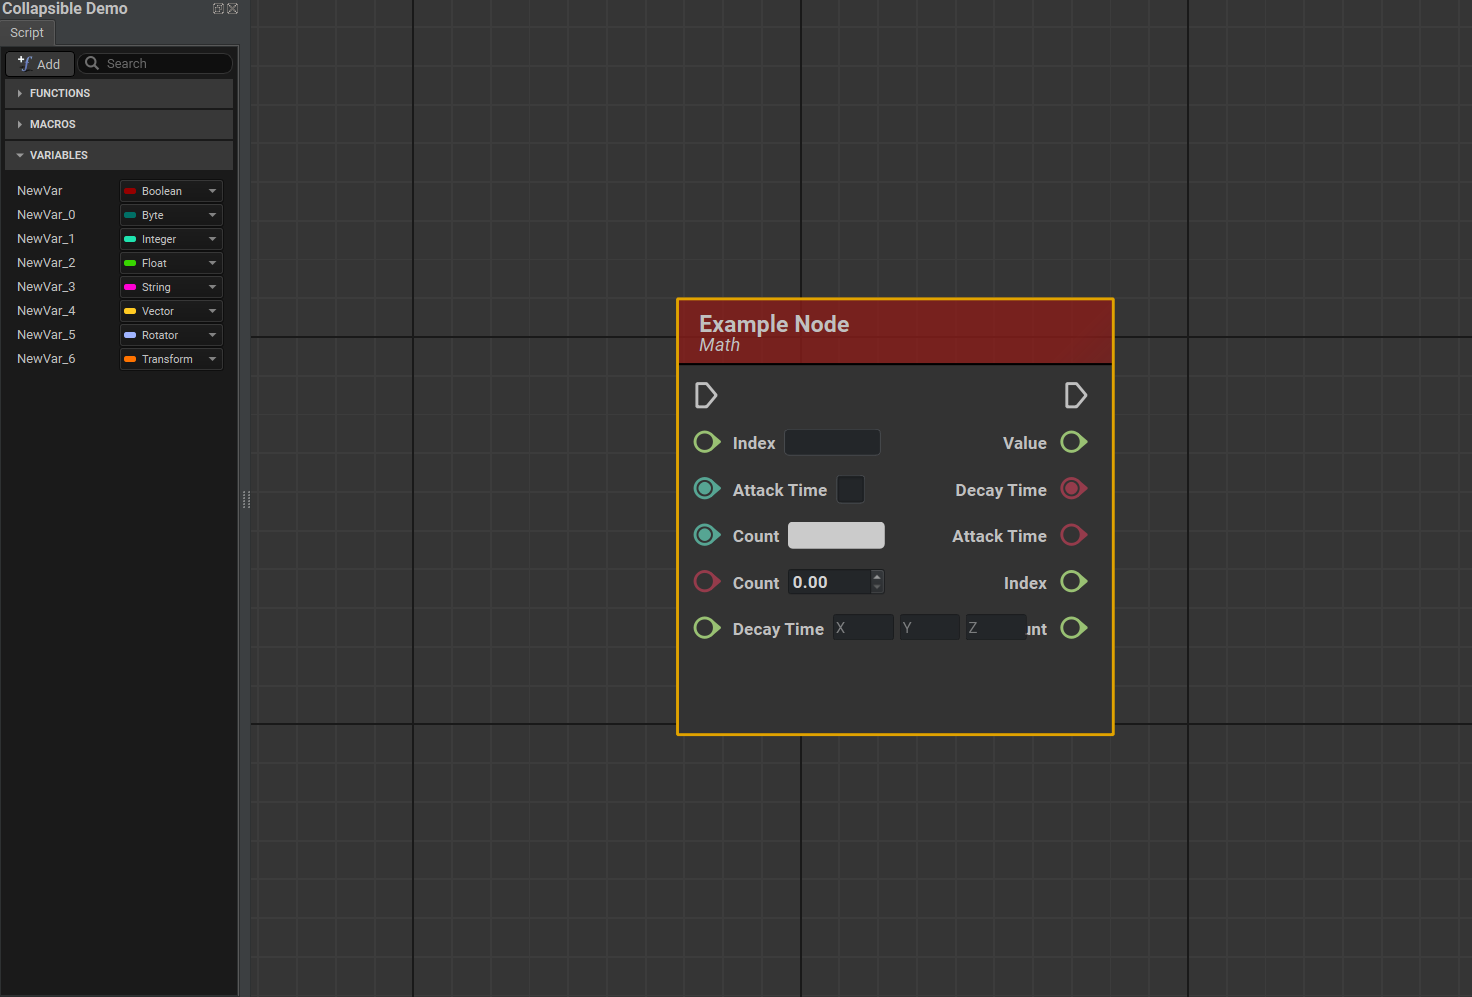 Collapsible Demo
Script
Add
Search
FUNCTIONS
MACROS
VARIABLES
NewVar Boolean
NewVar_0 Byte
NewVar_1 Integer
NewVar_2 Float
NewVar_3 String
NewVar_4 Vector
NewVar_5 Rotator
NewVar_6 Transform
Example Node
Math
Index Value
Attack Time Decay Time
Count Attack Time
Count 0.00 Index
Decay Time X Y Z unt